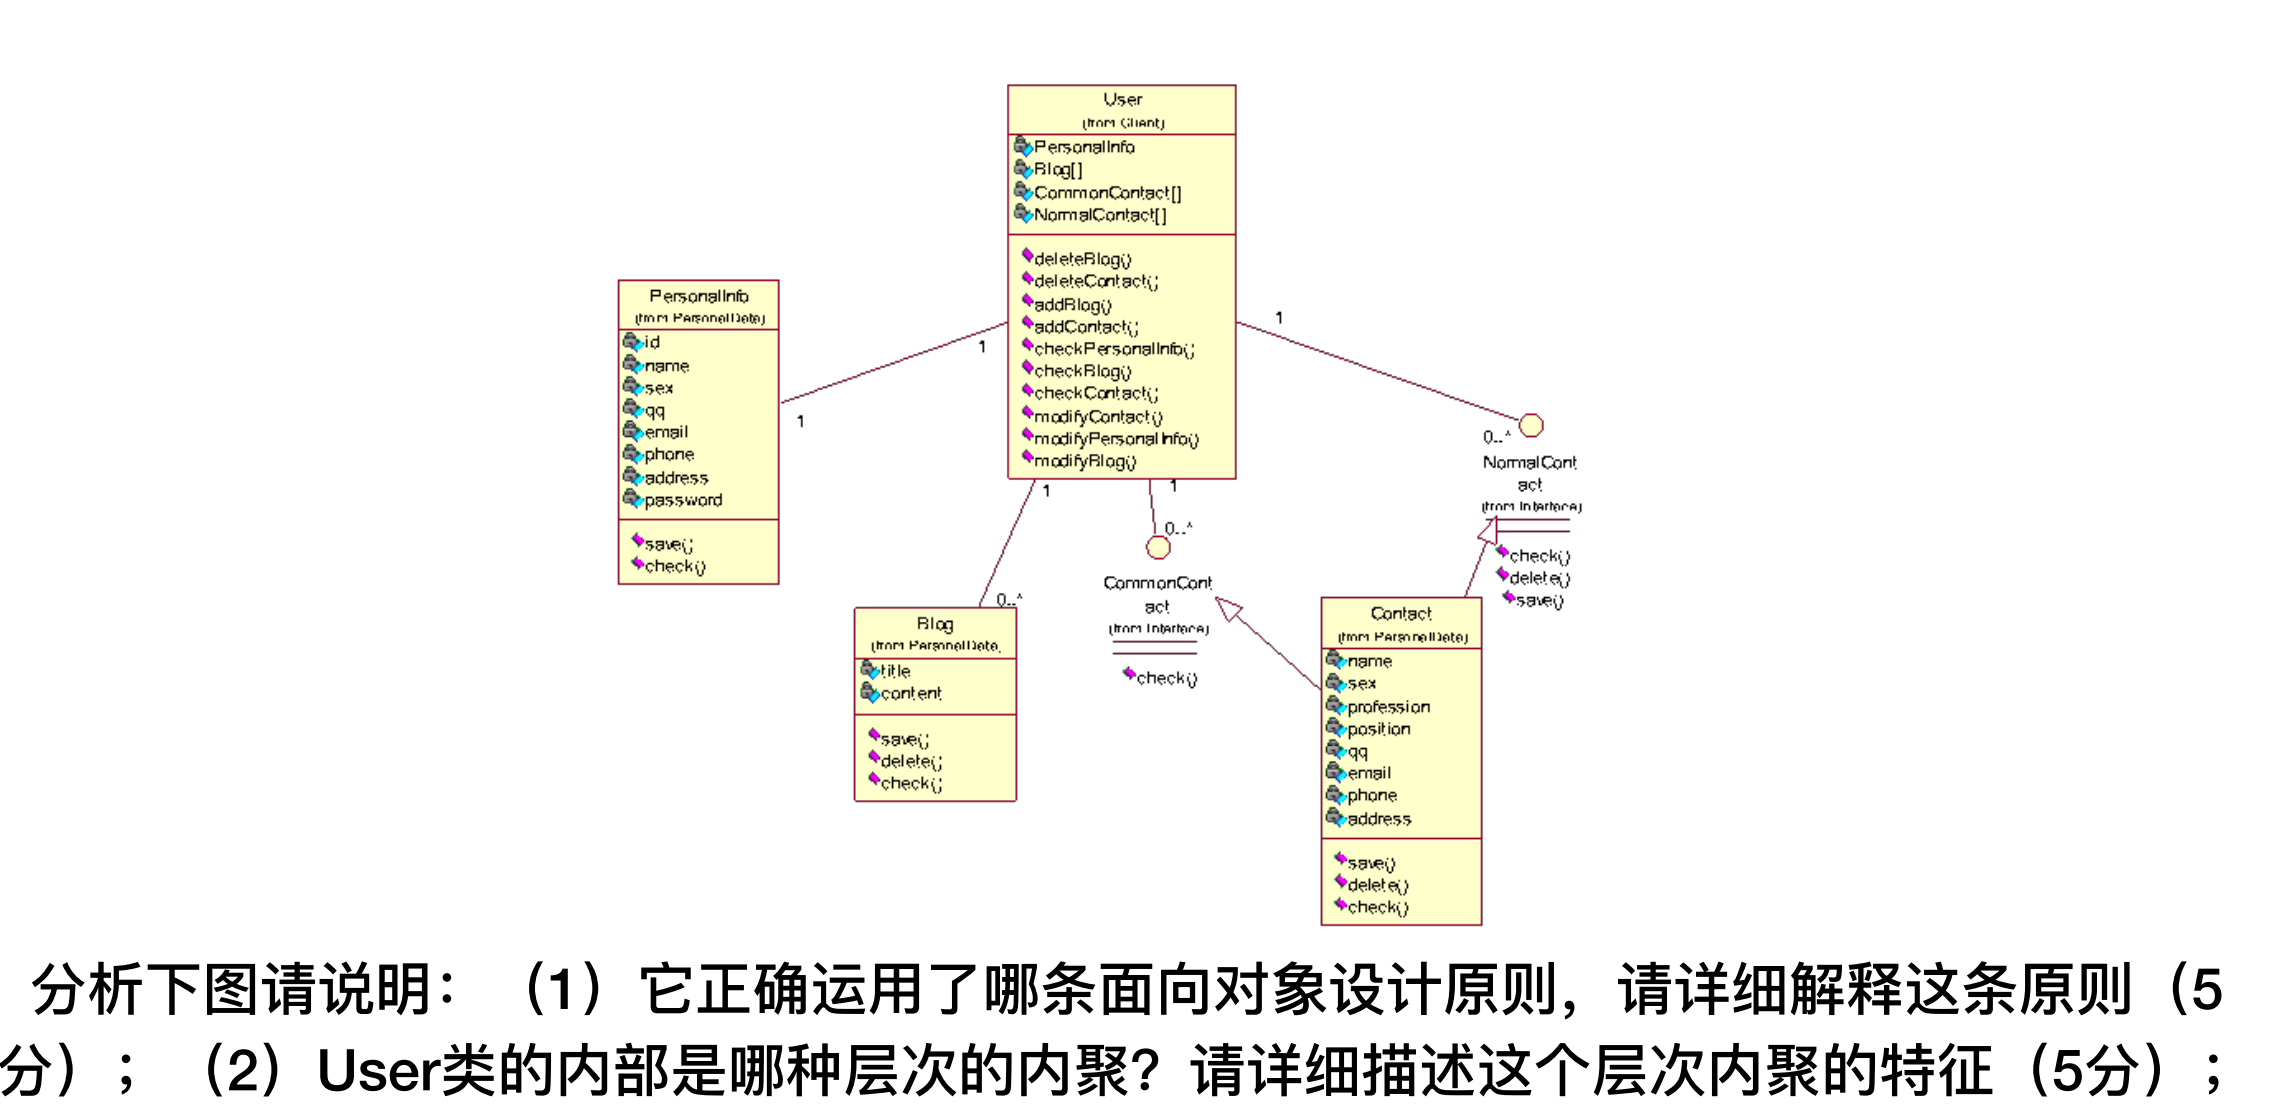 User
(from Client)
PersonalInfo
Blog[]
CommonContact[]
NormalContact[]
deleteBlog()
deleteContact()
addBlog()
addContact()
checkPersonalInfo()
checkBlog()
checkContact()
modifyContact()
modifyPersonalInfo()
modifyBlog()
PersonalInfo
(from PersonalData)
id
name
sex
qq
email
phone
address
password
save()
check()
1
1
1
0..*
NormalCont
act
(from Interface)
check()
delete()
save()
1
0..*
Blog
(from PersonalData)
title
content
save()
delete()
check()
1
0..*
CommonCont
act
(from Interface)
check()
Contact
(from PersonalData)
name
sex
profession
position
qq
email
phone
address
save()
delete()
check()
分析下图请说明：（1）它正确运用了哪条面向对象设计原则，请详细解释这条原则（5
分）；（2）User类的内部是哪种层次的内聚？请详细描述这个层次内聚的特征（5分）；